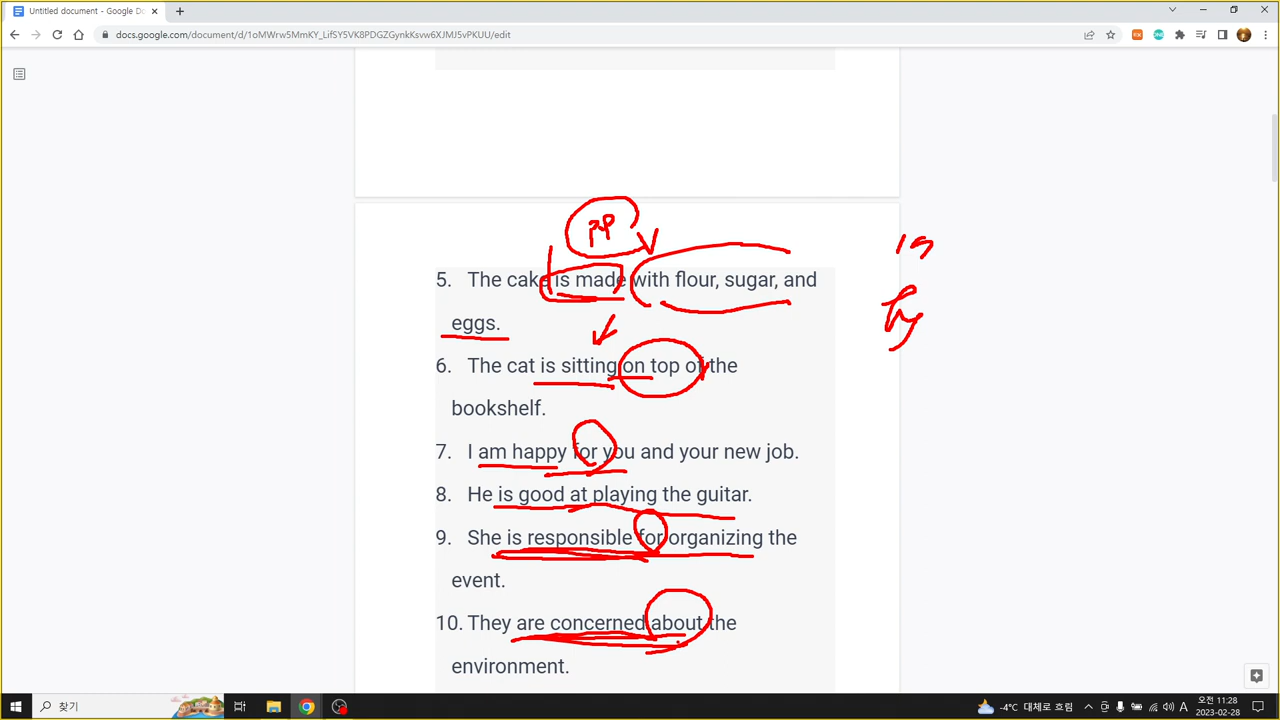 Untitled document - Google Do
docs.google.com/document/d/1oMWrw5MmKY_LifSY5VK8PDGZGynkKsvw6XJMJ5vPKUU/edit
PP
is
5. The cake is made with flour, sugar, and
eggs.
6. The cat is sitting on top of the
bookshelf.
7. I am happy for you and your new job.
8. He is good at playing the guitar.
9. She is responsible for organizing the
event.
10. They are concerned about the
environment.
찾기
-4°C 대체로 흐림
A
오전 11:28
2023-02-28